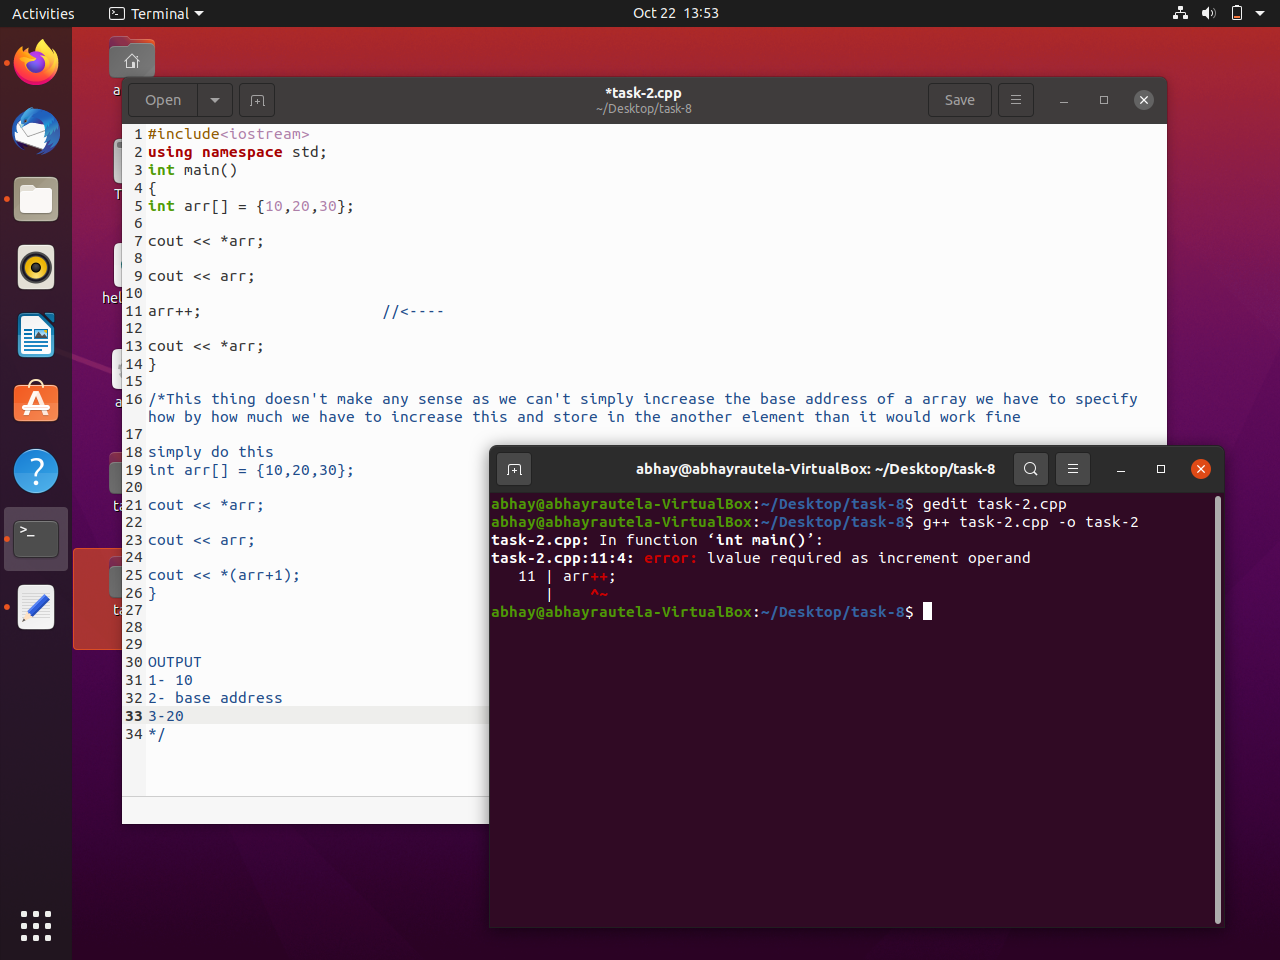 Activities
Terminal
Oct 22 13:53
Open
*task-2.cpp
~/Desktop/task-8
Save
1 #include<iostream>
2 using namespace std;
3 int main()
4 {
5 int arr[] = {10,20,30};
6
7 cout << *arr;
8
9 cout << arr;
10
11 arr++;                    //<----
12
13 cout << *arr;
14 }
15
16 /*This thing doesn't make any sense as we can't simply increase the base address of a array we have to specify
how by how much we have to increase this and store in the another element than it would work fine
17
18 simply do this
19 int arr[] = {10,20,30};
20
21 cout << *arr;
22
23 cout << arr;
24
25 cout << *(arr+1);
26 }
27
28
29
30 OUTPUT
31 1- 10
32 2- base address
33 3-20
34 */
abhay@abhayrautela-VirtualBox: ~/Desktop/task-8
abhay@abhayrautela-VirtualBox:~/Desktop/task-8$ gedit task-2.cpp
abhay@abhayrautela-VirtualBox:~/Desktop/task-8$ g++ task-2.cpp -o task-2
task-2.cpp: In function ‘int main()’:
task-2.cpp:11:4: error: lvalue required as increment operand
   11 | arr++;
      |    ^~
abhay@abhayrautela-VirtualBox:~/Desktop/task-8$